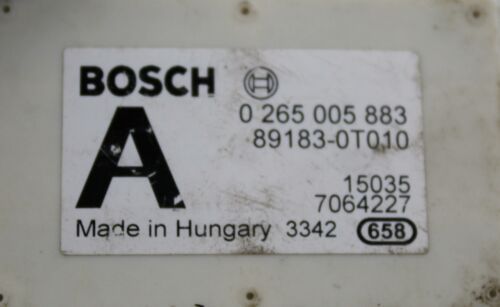 BOSCH
0 265 005 883
89183-0T010
A
15035
7064227
Made in Hungary 3342 658